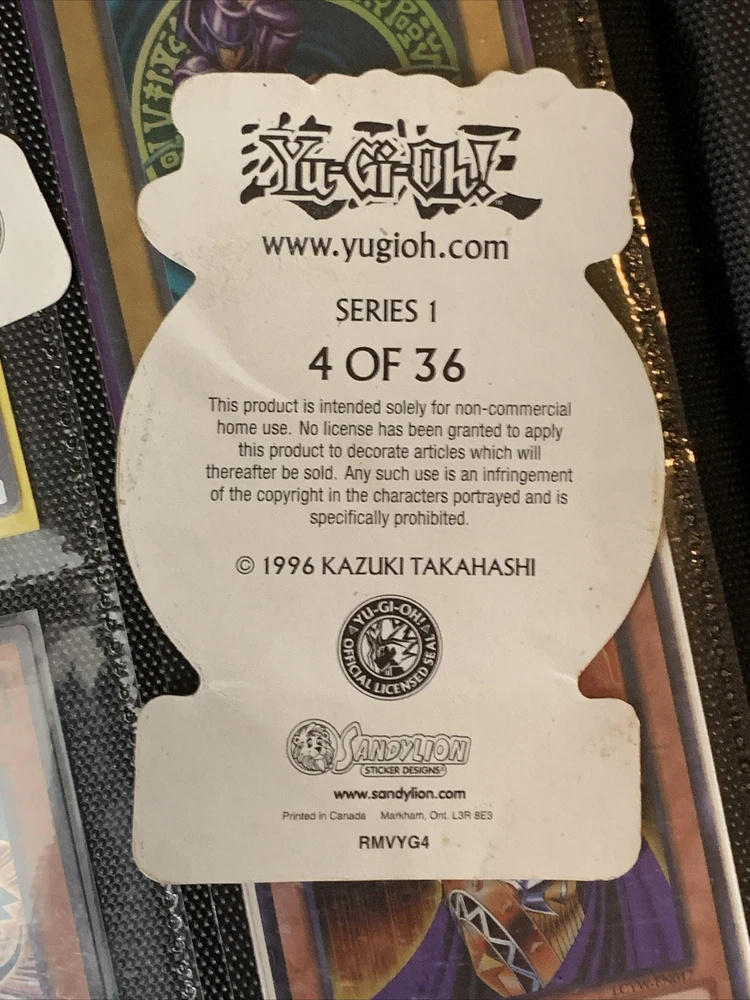 Yu-Gi-Oh!
www.yugioh.com
SERIES 1
4 OF 36
This product is intended solely for non-commercial
home use. No license has been granted to apply
this product to decorate articles which will
thereafter be sold. Any such use is an infringement
of the copyright in the characters portrayed and is
specifically prohibited.
© 1996 KAZUKI TAKAHASHI
YU-GI-OH!
OFFICIAL LICENSED SEAL
SANDYLION
STICKER DESIGNS®
www.sandylion.com
Printed in Canada Markham, Ont. L3R 8E3
RMVYG4